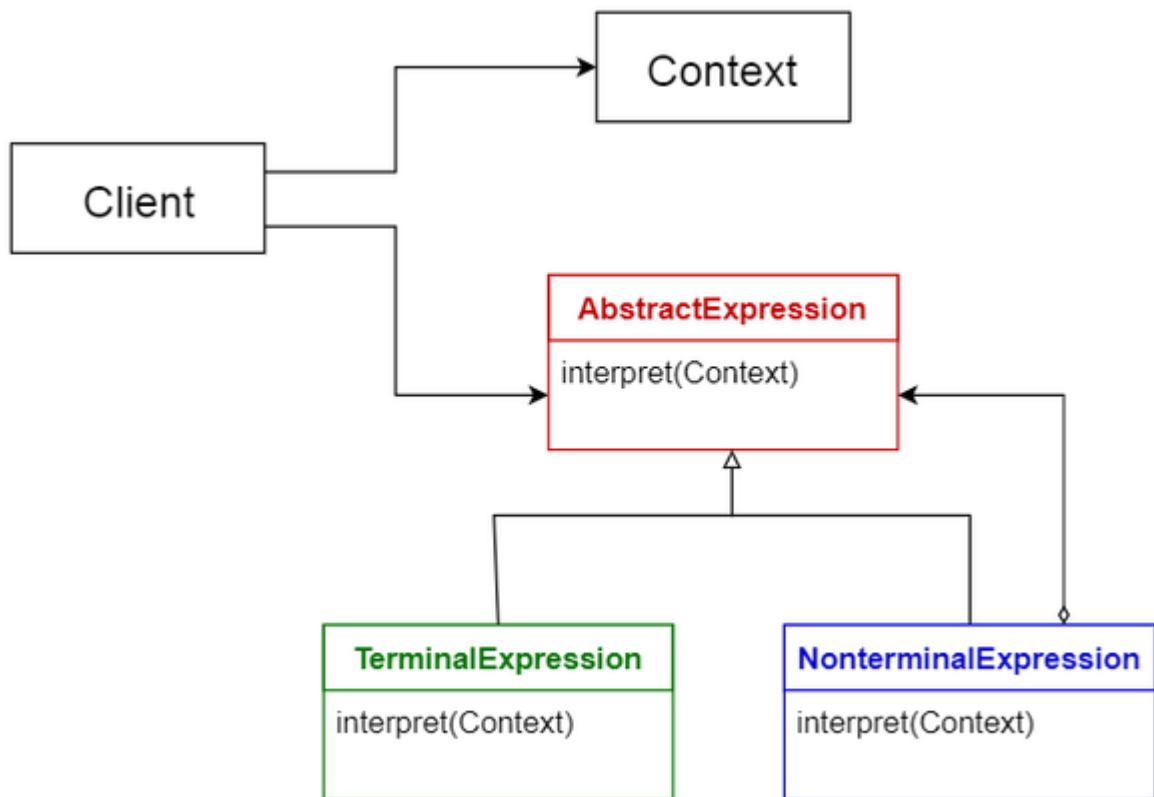 Context
Client
AbstractExpression
interpret(Context)
TerminalExpression
interpret(Context)
NonterminalExpression
interpret(Context)